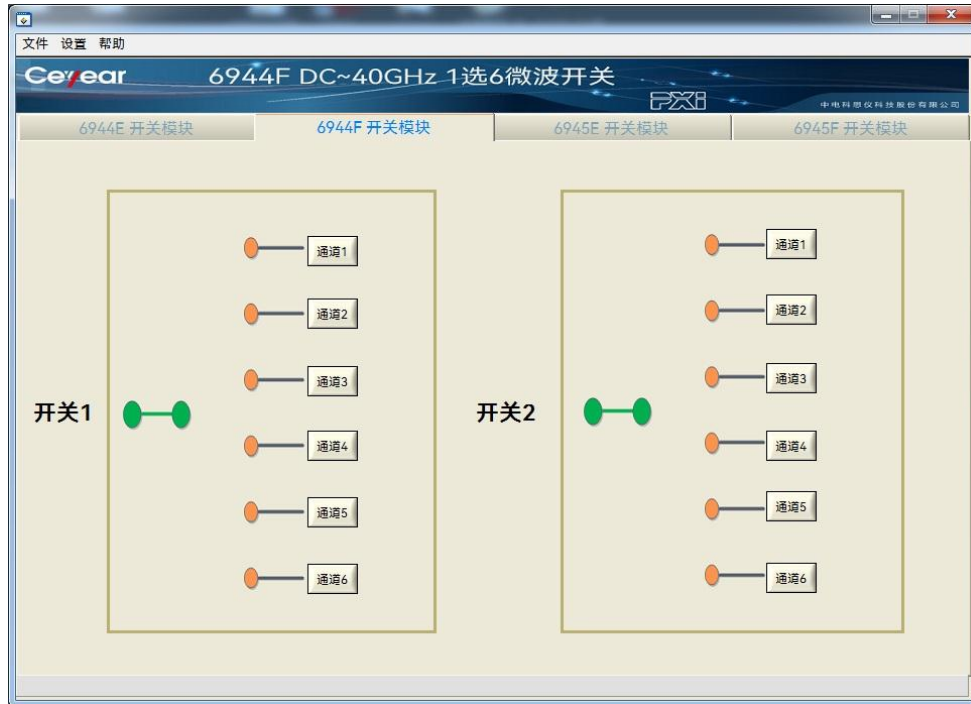 文件 设置 帮助
Ceyear 6944F DC~40GHz 1选6微波开关
PXI 中电科思仪科技股份有限公司
6944E 开关模块 6944F 开关模块 6945E 开关模块 6945F 开关模块
通道1 通道1
通道2 通道2
通道3 通道3
开关1 开关2
通道4 通道4
通道5 通道5
通道6 通道6